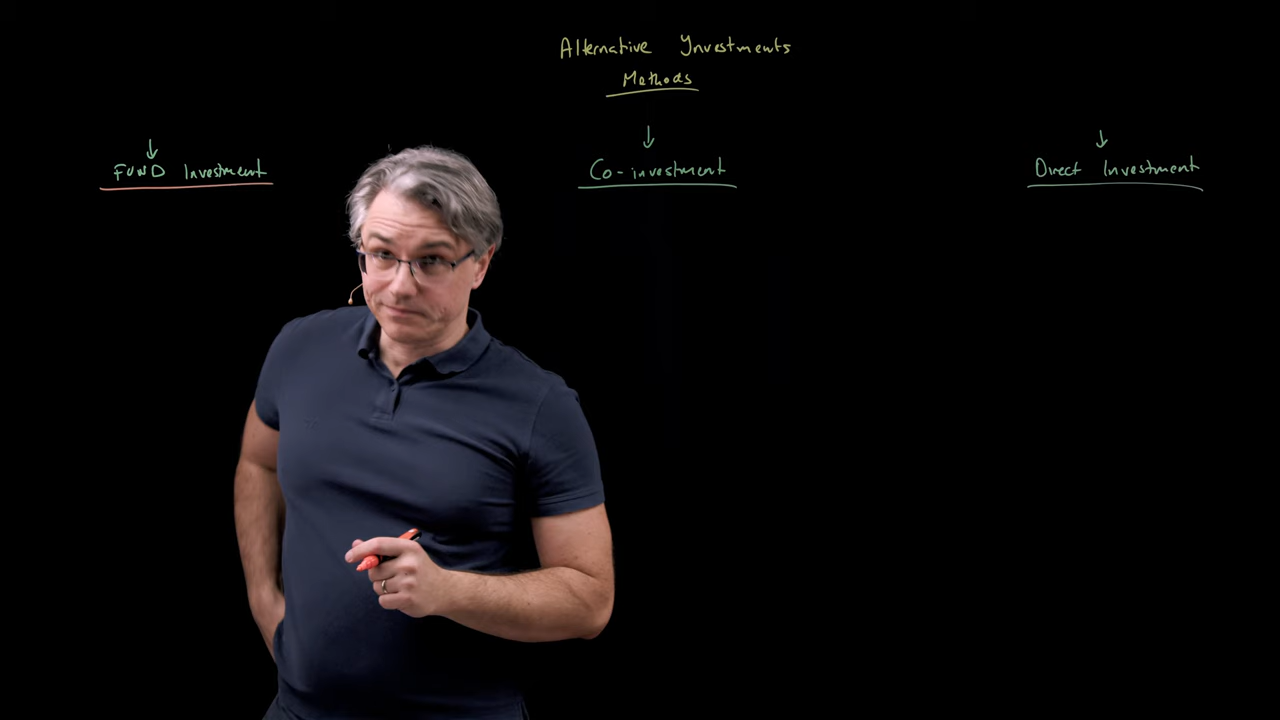 Alternative Investments
Methods
↓ ↓ ↓
FUND Investment Co-investment Direct Investment